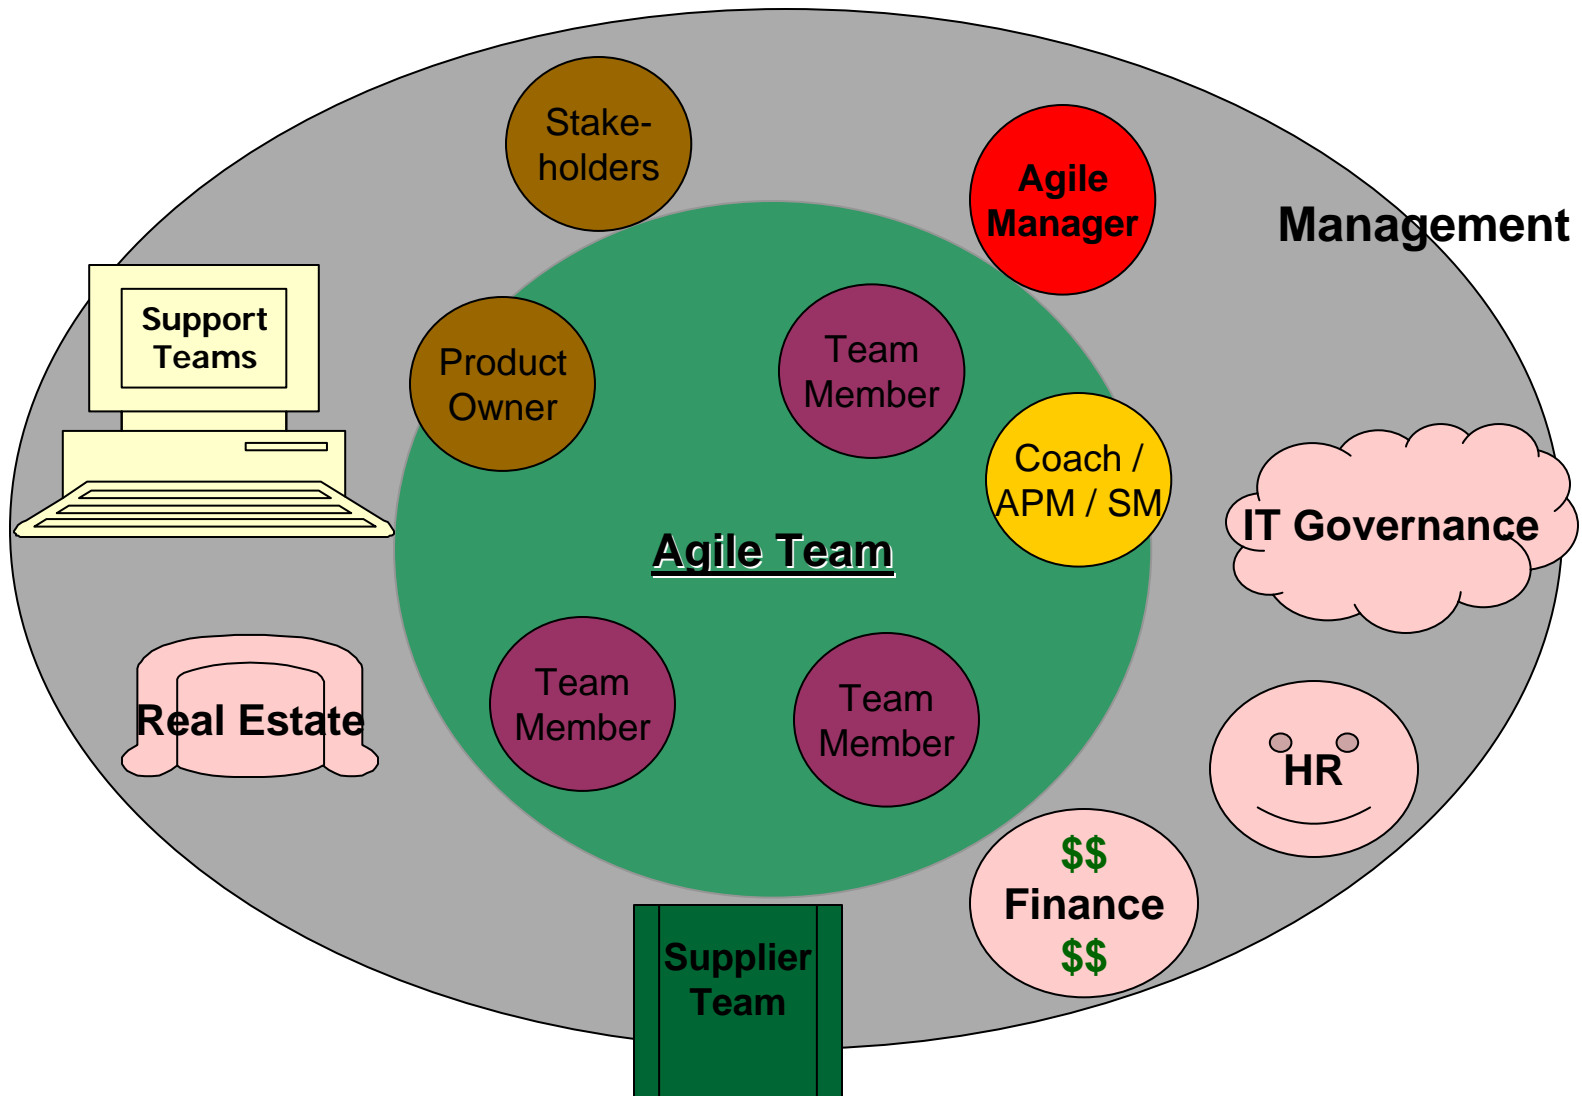 Stake-
holders
Agile
Manager
Management
Support
Teams
Product
Owner
Team
Member
Coach /
APM / SM
IT Governance
Agile Team
Real Estate
Team
Member
Team
Member
HR
$$
Finance
$$
Supplier
Team